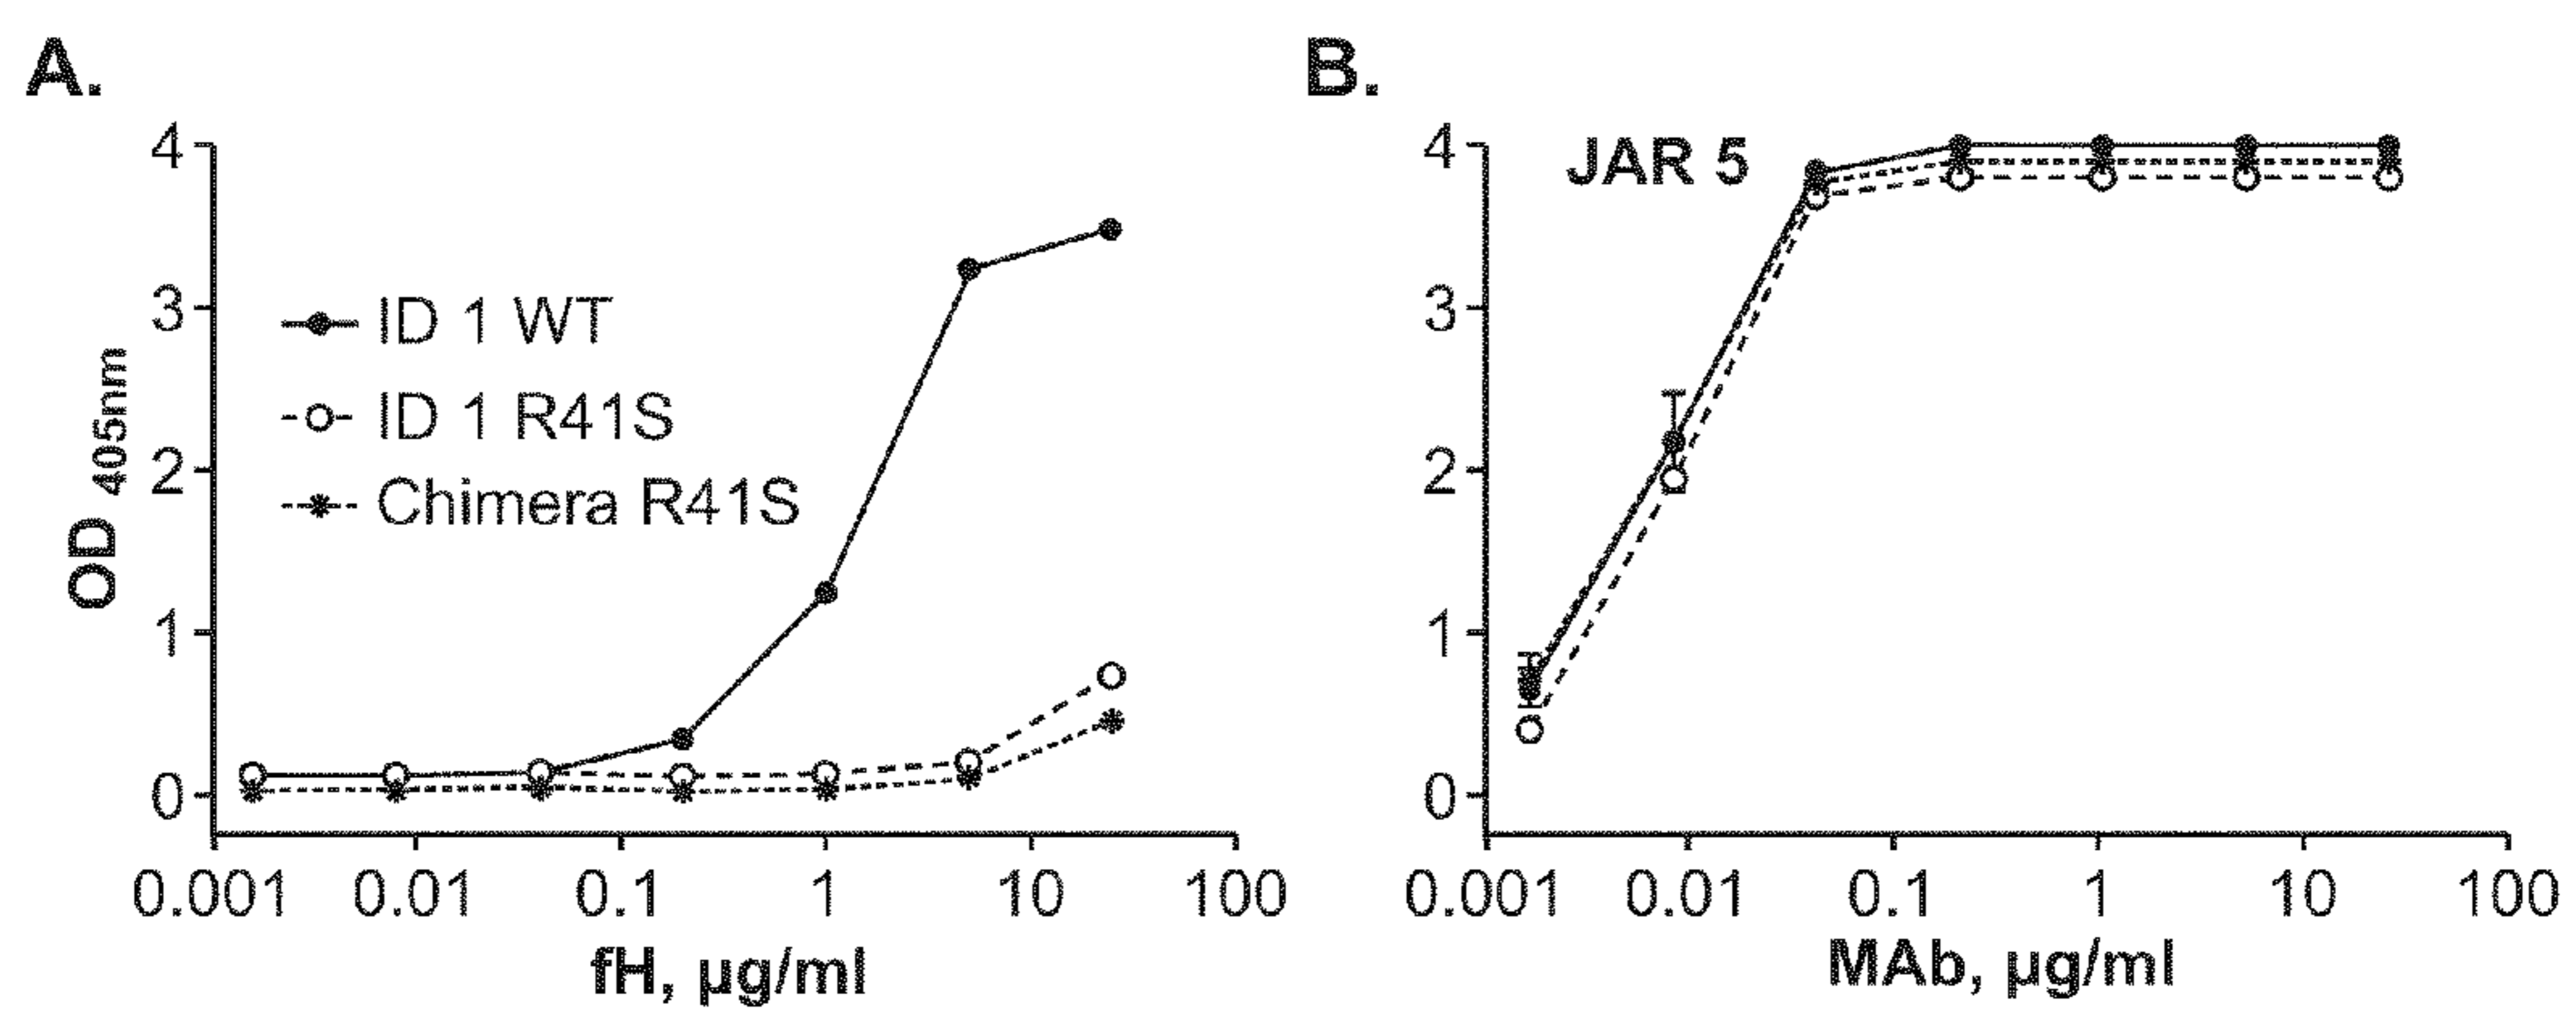 A.
4
3
2
1
0
OD 405nm
ID 1 WT
ID 1 R41S
Chimera R41S
0.001 0.01 0.1 1 10 100
fH, µg/ml
B.
JAR 5
4
3
2
1
0
0.001 0.01 0.1 1 10 100
MAb, µg/ml